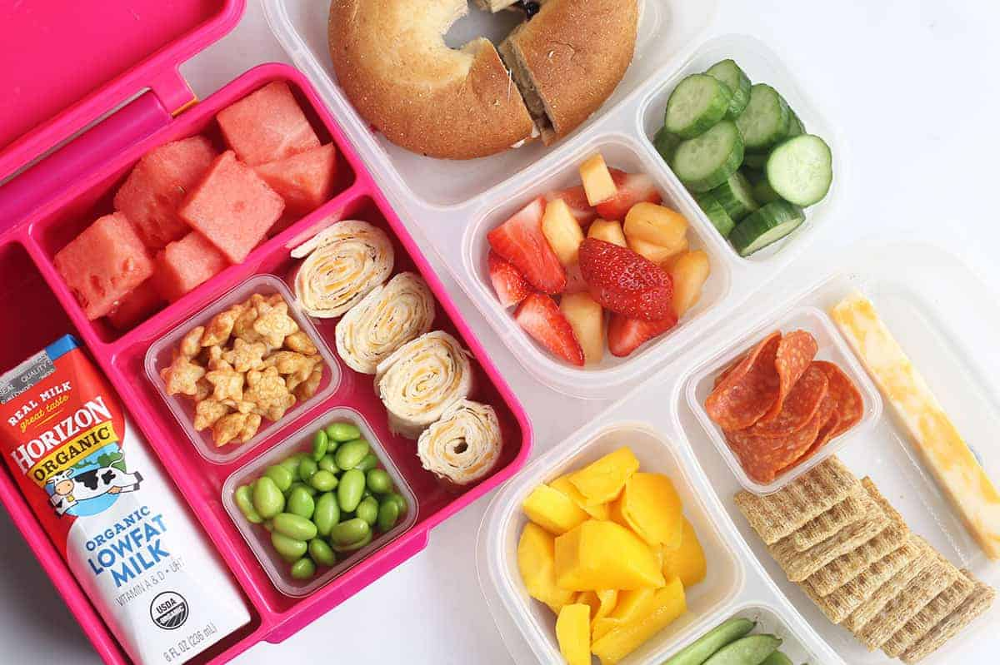 REAL MILK
great taste
HORIZON
ORGANIC
ORGANIC
LOWFAT
MILK
VITAMIN A & D • UHT
USDA
ORGANIC
8 FL OZ (236 mL)